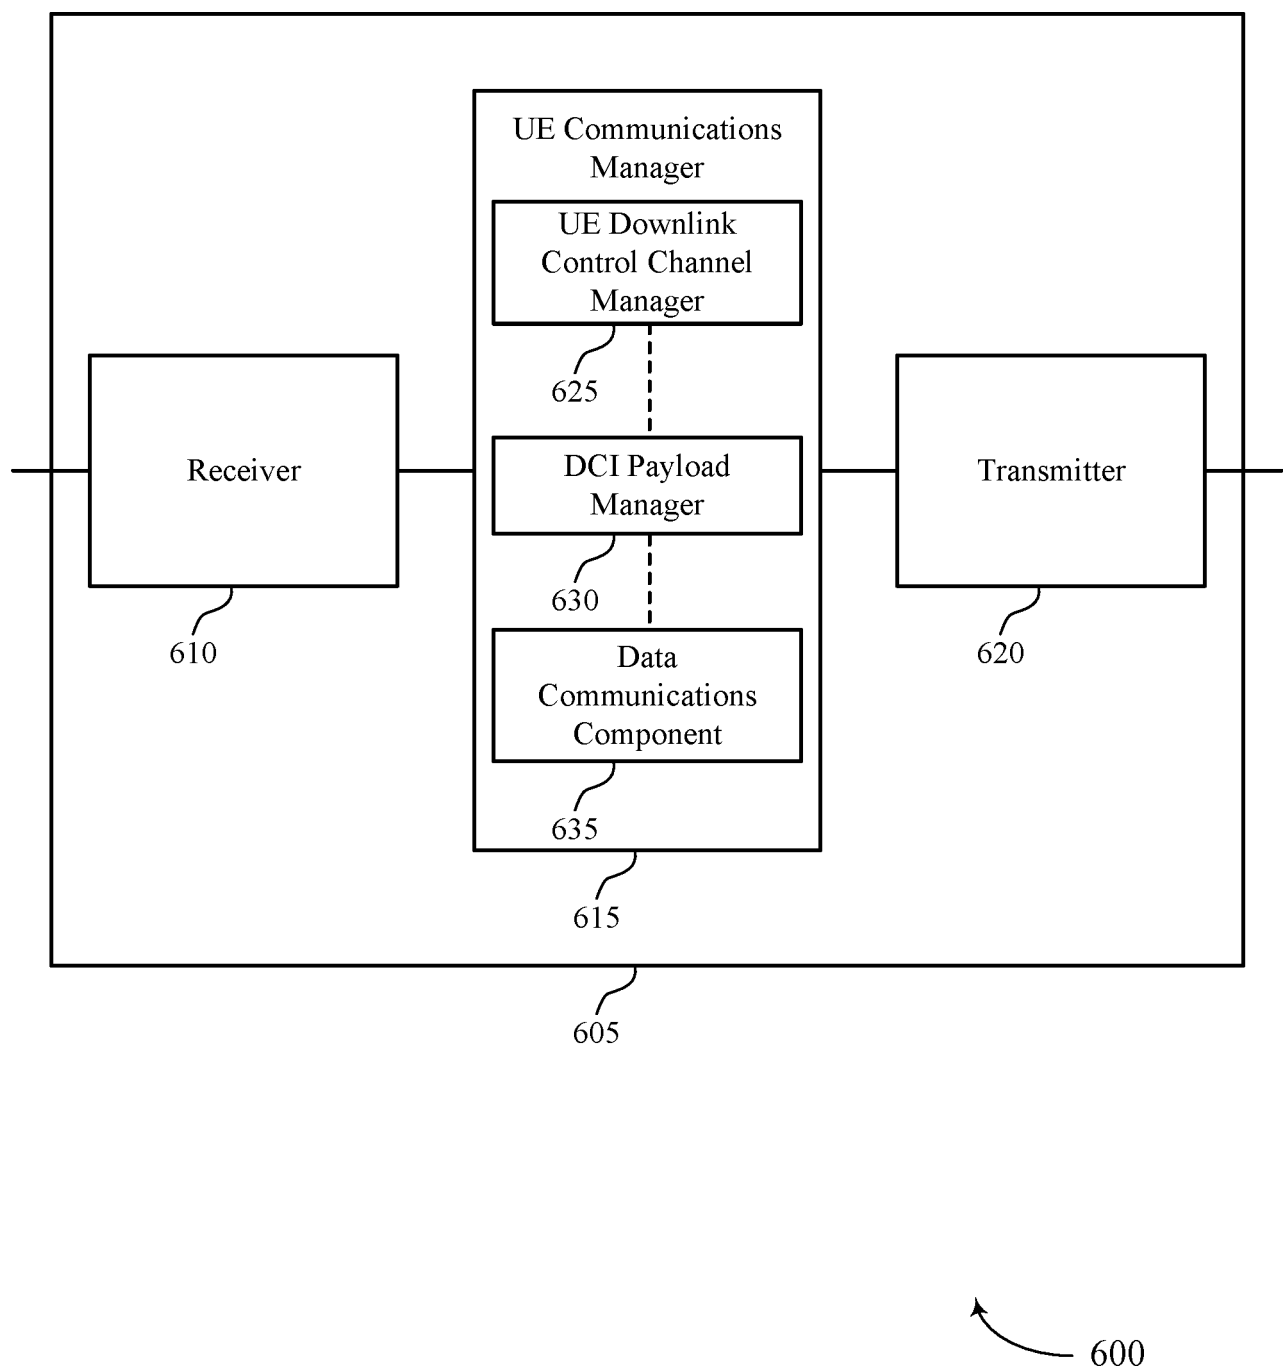 UE Communications
Manager
UE Downlink
Control Channel
Manager
625
Receiver
610
DCI Payload
Manager
630
Transmitter
620
Data
Communications
Component
635
615
605
600